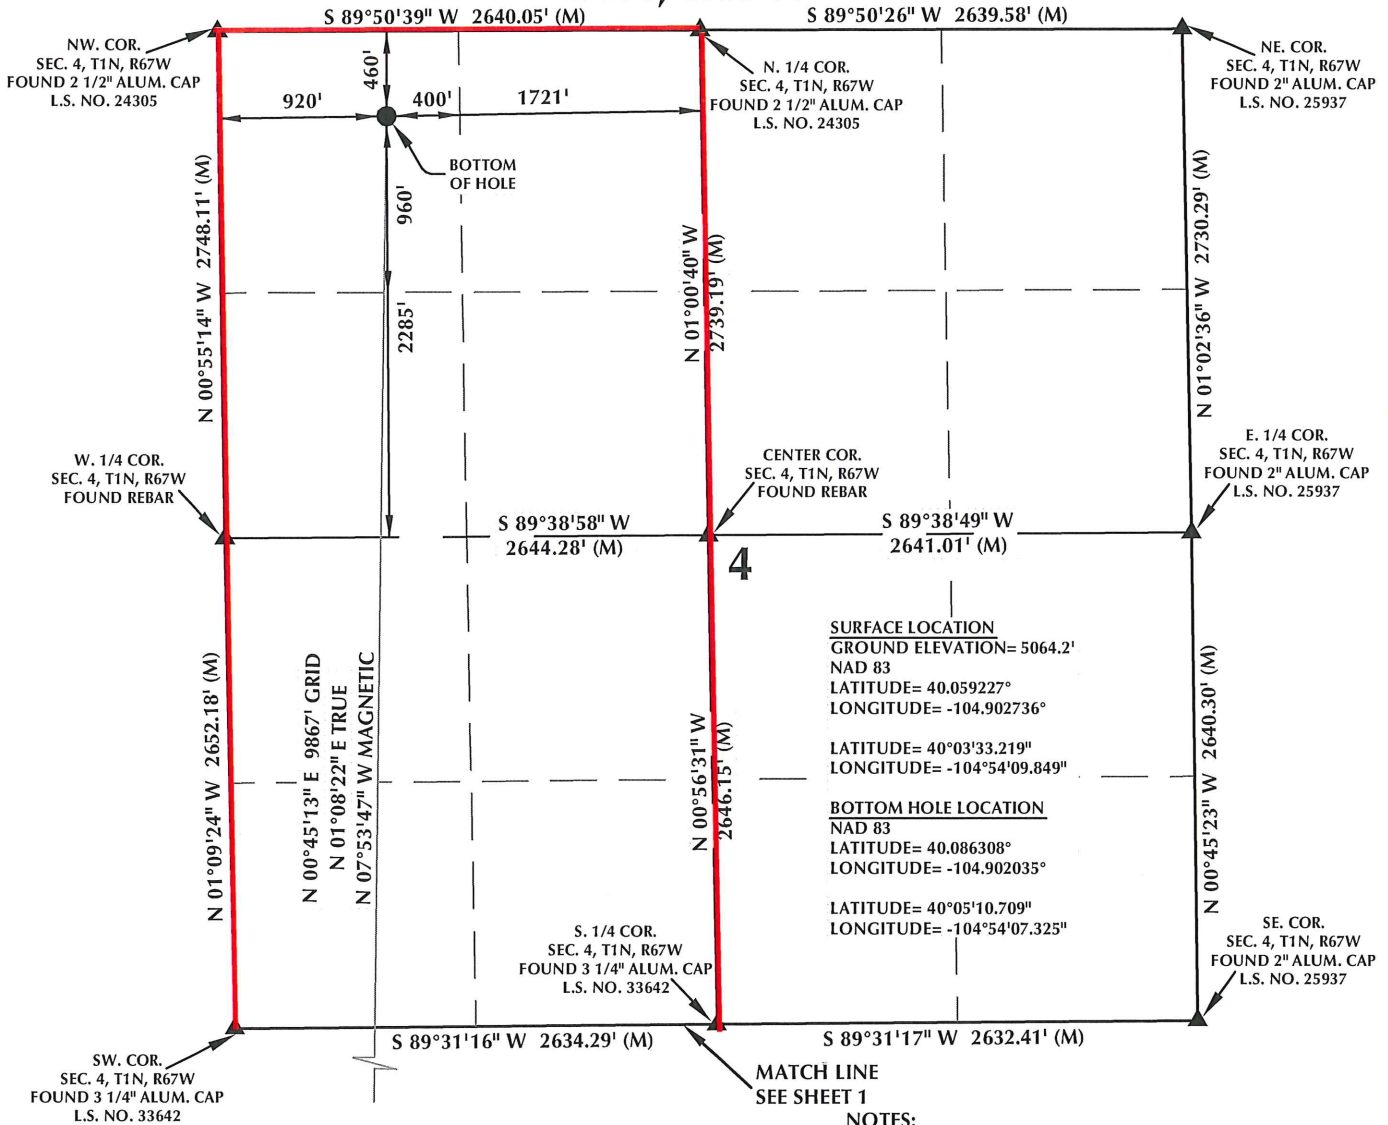 S 89°50'39" W 2640.05' (M)
S 89°50'26" W 2639.58' (M)
NW. COR.
SEC. 4, T1N, R67W
FOUND 2 1/2" ALUM. CAP
L.S. NO. 24305
N. 1/4 COR.
SEC. 4, T1N, R67W
FOUND 2 1/2" ALUM. CAP
L.S. NO. 24305
NE. COR.
SEC. 4, T1N, R67W
FOUND 2" ALUM. CAP
L.S. NO. 25937
460'
920'
400'
1721'
BOTTOM
OF HOLE
960'
2285'
N 00°55'14" W 2748.11' (M)
N 01°00'40" W
2739.19' (M)
N 01°02'36" W 2730.29' (M)
W. 1/4 COR.
SEC. 4, T1N, R67W
FOUND REBAR
CENTER COR.
SEC. 4, T1N, R67W
FOUND REBAR
E. 1/4 COR.
SEC. 4, T1N, R67W
FOUND 2" ALUM. CAP
L.S. NO. 25937
S 89°38'58" W
2644.28' (M)
S 89°38'49" W
2641.01' (M)
4
SURFACE LOCATION
GROUND ELEVATION= 5064.2'
NAD 83
LATITUDE= 40.059227°
LONGITUDE= -104.902736°
LATITUDE= 40°03'33.219"
LONGITUDE= -104°54'09.849"
BOTTOM HOLE LOCATION
NAD 83
LATITUDE= 40.086308°
LONGITUDE= -104.902035°
LATITUDE= 40°05'10.709"
LONGITUDE= -104°54'07.325"
N 01°09'24" W 2652.18' (M)
N 00°45'13" E 9867' GRID
N 01°08'22" E TRUE
N 07°53'47" W MAGNETIC
N 00°56'31" W
2646.15' (M)
N 00°45'23" W 2640.30' (M)
S. 1/4 COR.
SEC. 4, T1N, R67W
FOUND 3 1/4" ALUM. CAP
L.S. NO. 33642
SE. COR.
SEC. 4, T1N, R67W
FOUND 2" ALUM. CAP
L.S. NO. 25937
S 89°31'16" W 2634.29' (M)
S 89°31'17" W 2632.41' (M)
SW. COR.
SEC. 4, T1N, R67W
FOUND 3 1/4" ALUM. CAP
L.S. NO. 33642
MATCH LINE
SEE SHEET 1
NOTES: